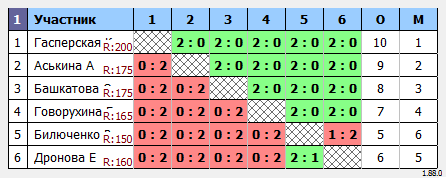 1 Участник 1 2 3 4 5 6 О М
1 Гасперская R:200 2 : 0 2 : 0 2 : 0 2 : 0 2 : 0 10 1
2 Аськина А R:175 0 : 2 2 : 0 2 : 0 2 : 0 2 : 0 9 2
3 Башкатова R:175 0 : 2 0 : 2 2 : 0 2 : 0 2 : 0 8 3
4 Говорухина R:165 0 : 2 0 : 2 0 : 2 2 : 0 2 : 0 7 4
5 Билюченко R:150 0 : 2 0 : 2 0 : 2 0 : 2 1 : 2 5 6
6 Дронова Е R:160 0 : 2 0 : 2 0 : 2 0 : 2 2 : 1 6 5
1.88.0